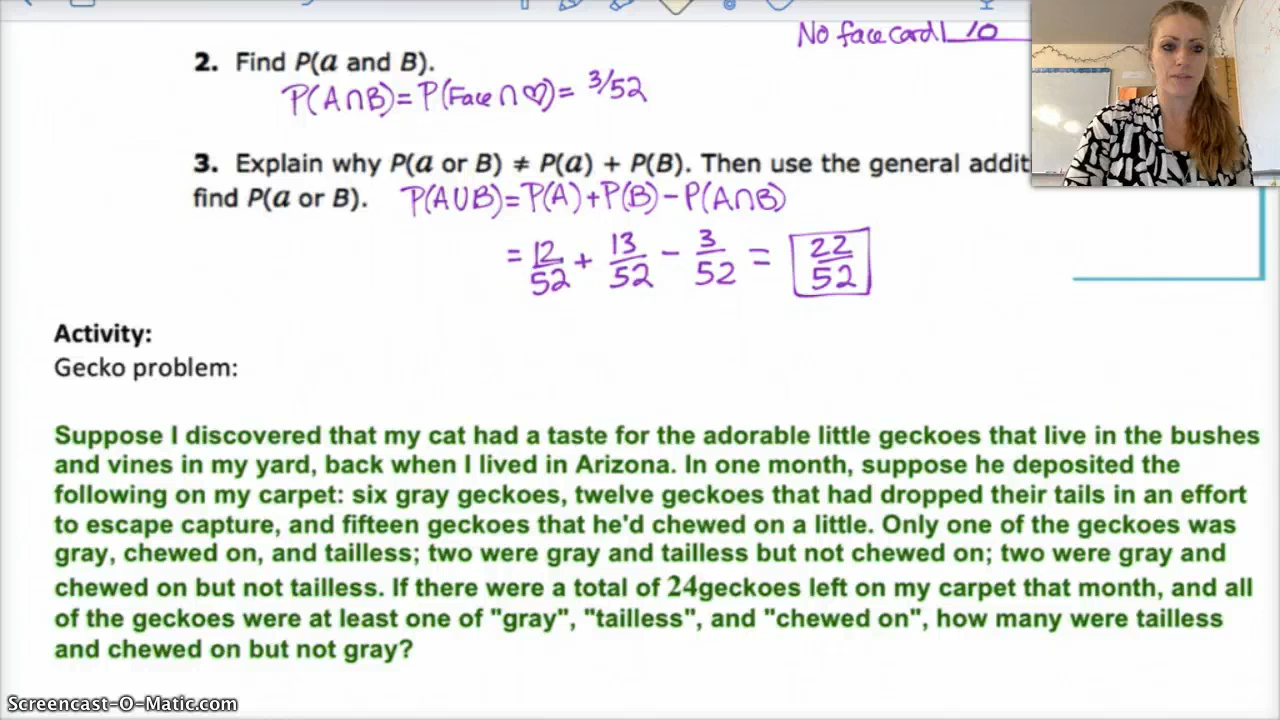 No face card 10
2. Find P(a and B).
P(A∩B) = P(Face ∩ ♡) = 3/52
3. Explain why P(a or B) ≠ P(a) + P(B). Then use the general addit
find P(a or B). P(A∪B) = P(A) + P(B) - P(A∩B)
= 12/52 + 13/52 - 3/52 = 22/52
Activity:
Gecko problem:
Suppose I discovered that my cat had a taste for the adorable little geckoes that live in the bushes
and vines in my yard, back when I lived in Arizona. In one month, suppose he deposited the
following on my carpet: six gray geckoes, twelve geckoes that had dropped their tails in an effort
to escape capture, and fifteen geckoes that he'd chewed on a little. Only one of the geckoes was
gray, chewed on, and tailless; two were gray and tailless but not chewed on; two were gray and
chewed on but not tailless. If there were a total of 24geckoes left on my carpet that month, and all
of the geckoes were at least one of "gray", "tailless", and "chewed on", how many were tailless
and chewed on but not gray?
Screencast-O-Matic.com